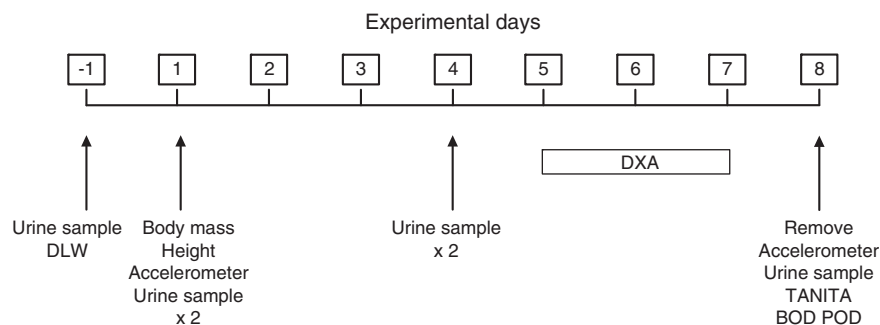 Experimental days
-1 1 2 3 4 5 6 7 8
DXA
Urine sample
DLW
Body mass
Height
Accelerometer
Urine sample
x 2
Urine sample
x 2
Remove
Accelerometer
Urine sample
TANITA
BOD POD